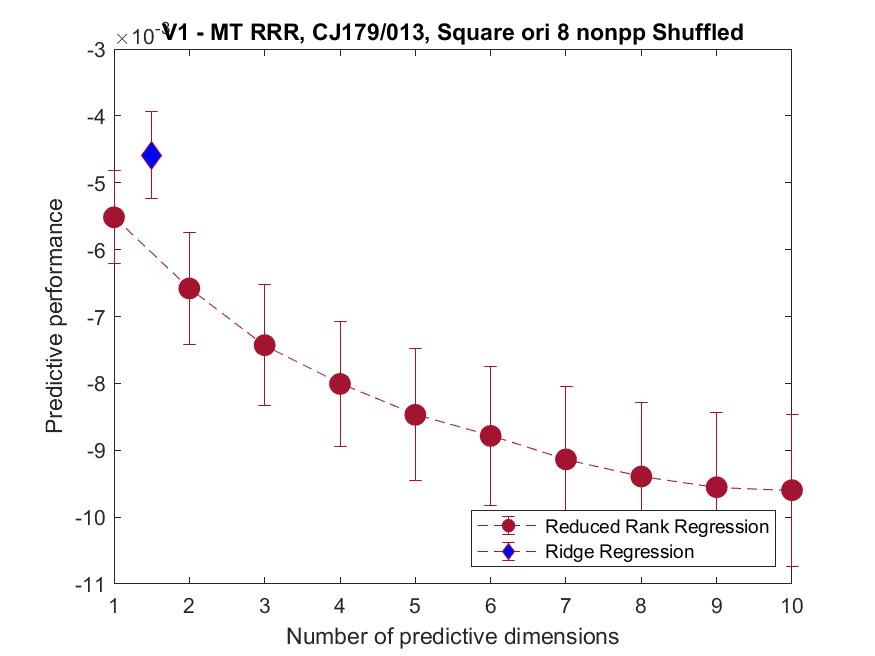 ×10⁻³
V1 - MT RRR, CJ179/013, Square ori 8 nonpp Shuffled
-3
-4
-5
-6
-7
-8
-9
-10
-11
Predictive performance
Reduced Rank Regression
Ridge Regression
1 2 3 4 5 6 7 8 9 10
Number of predictive dimensions